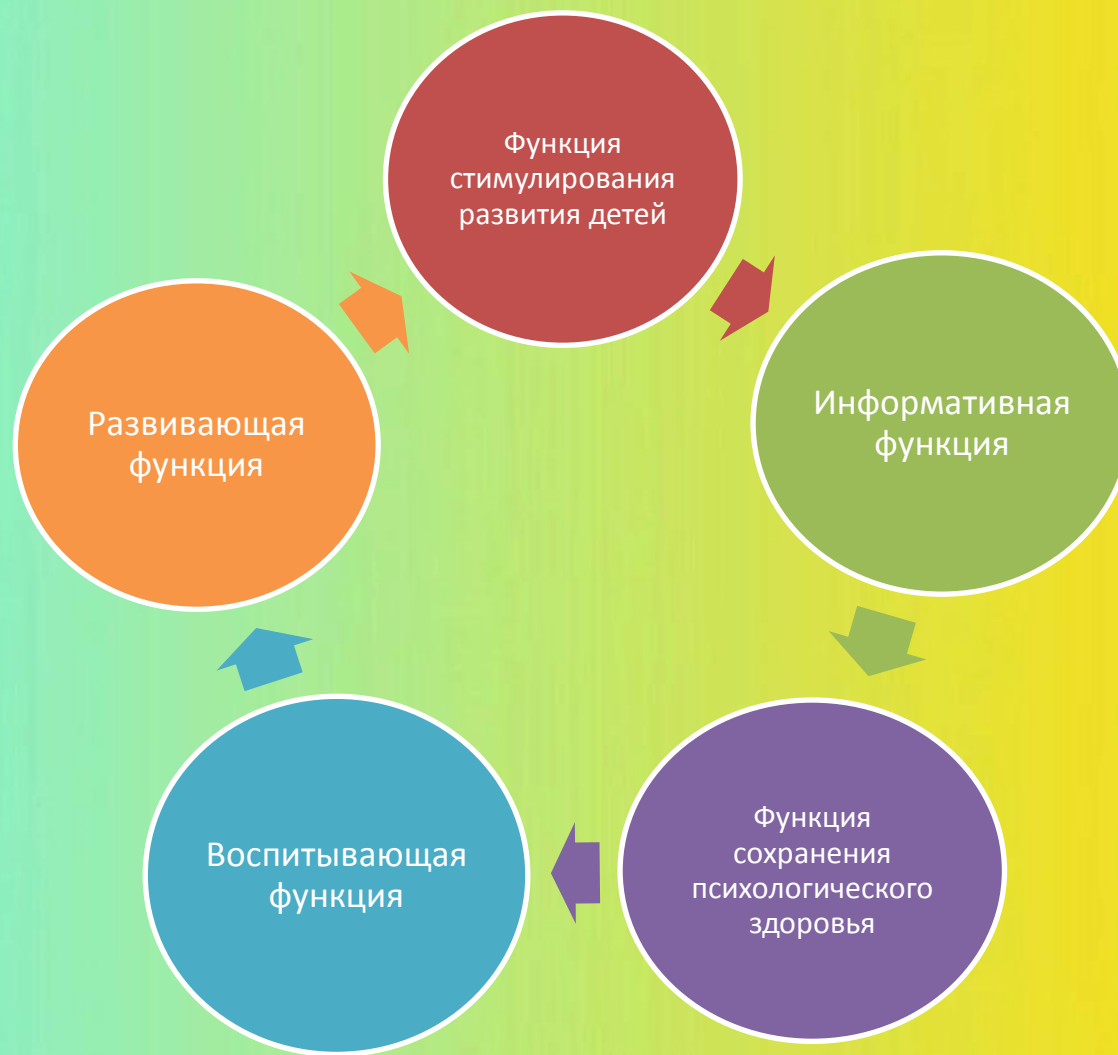 Функция
стимулирования
развития детей
Информативная
функция
Функция
сохранения
психологического
здоровья
Воспитывающая
функция
Развивающая
функция